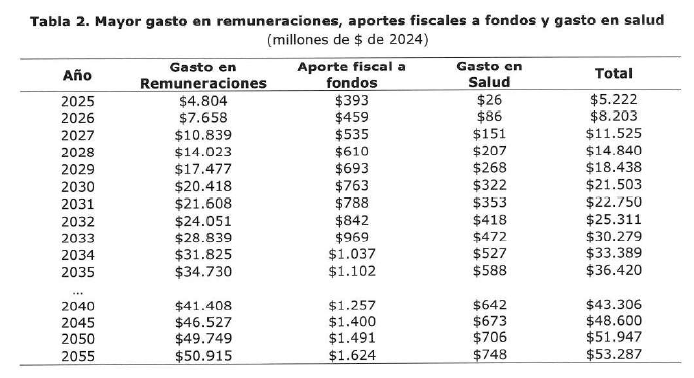 Tabla 2. Mayor gasto en remuneraciones, aportes fiscales a fondos y gasto en salud
(millones de $ de 2024)
Año Gasto en Remuneraciones Aporte fiscal a fondos Gasto en Salud Total
2025 $4.804 $393 $26 $5.222
2026 $7.658 $459 $86 $8.203
2027 $10.839 $535 $151 $11.525
2028 $14.023 $610 $207 $14.840
2029 $17.477 $693 $268 $18.438
2030 $20.418 $763 $322 $21.503
2031 $21.608 $788 $353 $22.750
2032 $24.051 $842 $418 $25.311
2033 $28.839 $969 $472 $30.279
2034 $31.825 $1.037 $527 $33.389
2035 $34.730 $1.102 $588 $36.420
...
2040 $41.408 $1.257 $642 $43.306
2045 $46.527 $1.400 $673 $48.600
2050 $49.749 $1.491 $706 $51.947
2055 $50.915 $1.624 $748 $53.287